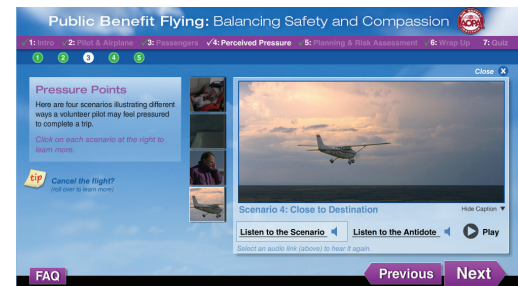 Public Benefit Flying: Balancing Safety and Compassion AOPA
√1: Intro √2: Pilot & Airplane √3: Passengers √4: Perceived Pressure √5: Planning & Risk Assessment √6: Wrap Up 7: Quiz
1 2 3 4 5
Close X
Pressure Points
Here are four scenarios illustrating different
ways a volunteer pilot may feel pressured
to complete a trip.
Click on each scenario at the right to
learn more.
tip
Cancel the flight?
(roll over to learn more)
Scenario 4: Close to Destination
Hide Caption ▼
Listen to the Scenario
Listen to the Antidote
Play
Select an audio link (above) to hear it again.
FAQ
Previous
Next